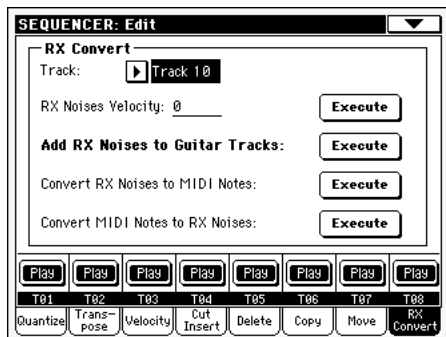 SEQUENCER: Edit
RX Convert
Track: Track 10
RX Noises Velocity: 0 Execute
Add RX Noises to Guitar Tracks: Execute
Convert RX Noises to MIDI Notes: Execute
Convert MIDI Notes to RX Noises: Execute
Play Play Play Play Play Play Play Play
T01 T02 T03 T04 T05 T06 T07 T08
Quantize Trans-pose Velocity Cut Insert Delete Copy Move RX Convert